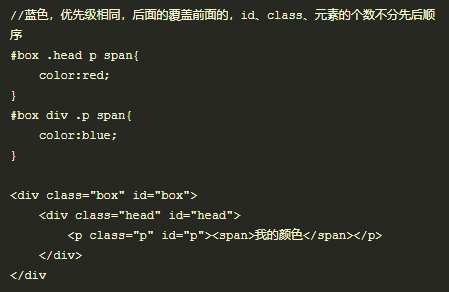 //蓝色，优先级相同，后面的覆盖前面的，id、class、元素的个数不分先后顺
序
#box .head p span{
    color:red;
}
#box div .p span{
    color:blue;
}

<div class="box" id="box">
    <div class="head" id="head">
        <p class="p" id="p"><span>我的颜色</span></p>
    </div>
</div